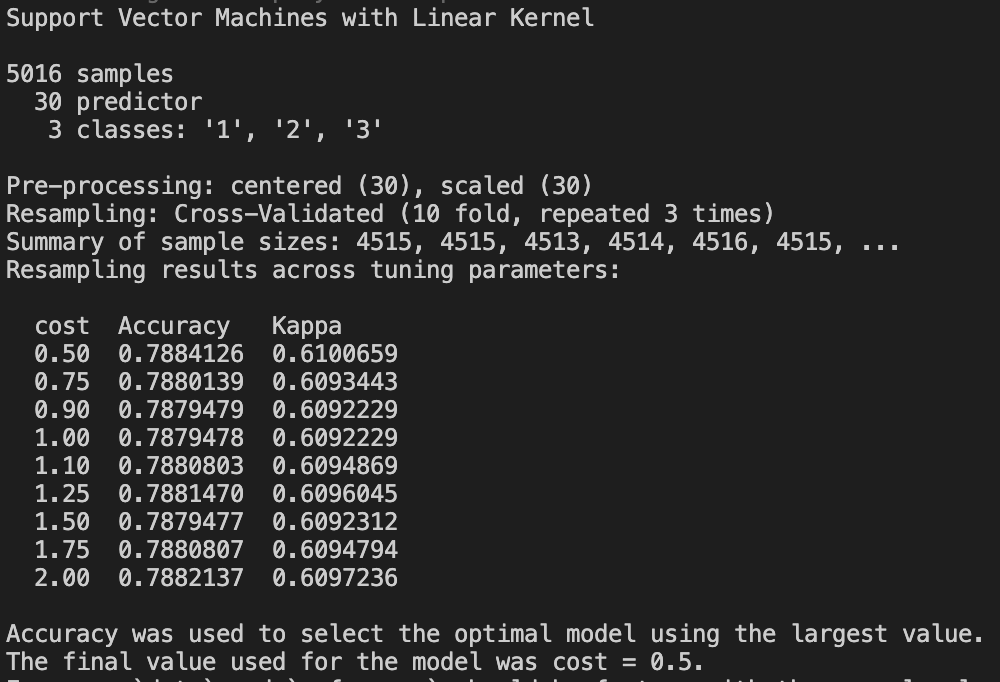 Support Vector Machines with Linear Kernel
5016 samples
30 predictor
3 classes: '1', '2', '3'
Pre-processing: centered (30), scaled (30)
Resampling: Cross-Validated (10 fold, repeated 3 times)
Summary of sample sizes: 4515, 4515, 4513, 4514, 4516, 4515, ...
Resampling results across tuning parameters:
cost Accuracy Kappa
0.50 0.7884126 0.6100659
0.75 0.7880139 0.6093443
0.90 0.7879479 0.6092229
1.00 0.7879478 0.6092229
1.10 0.7880803 0.6094869
1.25 0.7881470 0.6096045
1.50 0.7879477 0.6092312
1.75 0.7880807 0.6094794
2.00 0.7882137 0.6097236
Accuracy was used to select the optimal model using the largest value.
The final value used for the model was cost = 0.5.